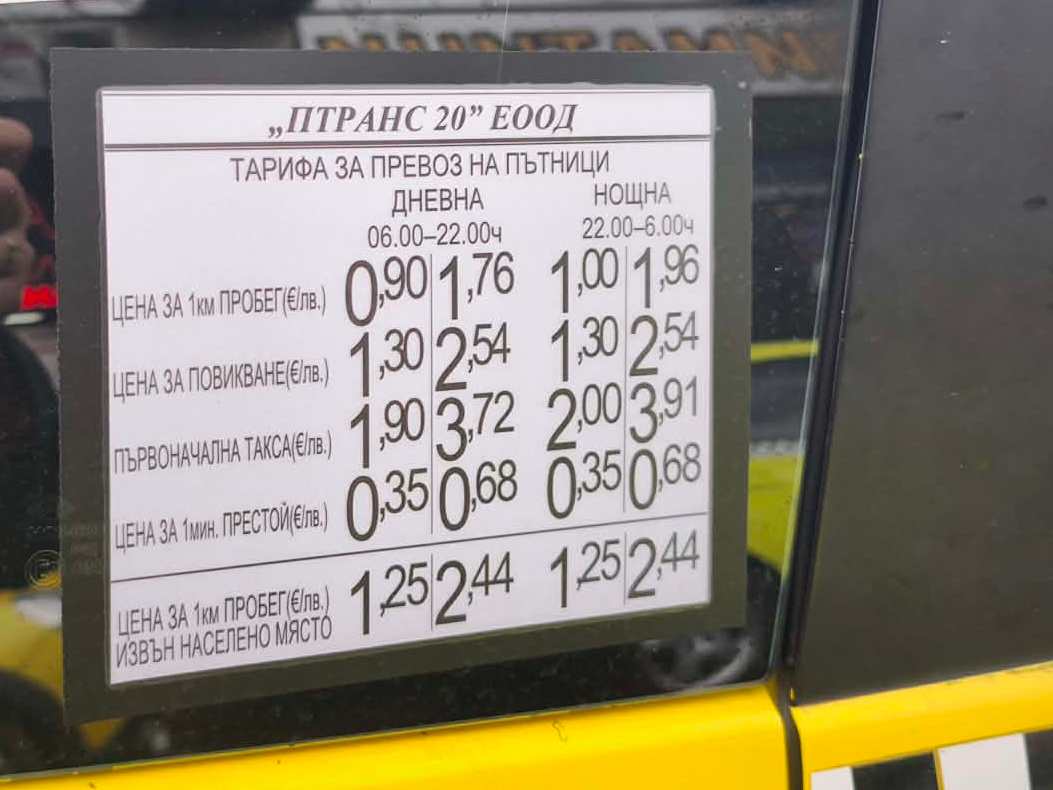 „ПТРАНС 20” ЕООД
ТАРИФА ЗА ПРЕВОЗ НА ПЪТНИЦИ
ДНЕВНА НОЩНА
06.00–22.00ч 22.00–6.00ч
ЦЕНА ЗА 1км ПРОБЕГ(€/лв.) 0,90 1,76 1,00 1,96
ЦЕНА ЗА ПОВИКВАНЕ(€/лв.) 1,30 2,54 1,30 2,54
ПЪРВОНАЧАЛНА ТАКСА(€/лв.) 1,90 3,72 2,00 3,91
ЦЕНА ЗА 1мин. ПРЕСТОЙ(€/лв.) 0,35 0,68 0,35 0,68
ЦЕНА ЗА 1км ПРОБЕГ(€/лв.) 1,25 2,44 1,25 2,44
ИЗВЪН НАСЕЛЕНО МЯСТО